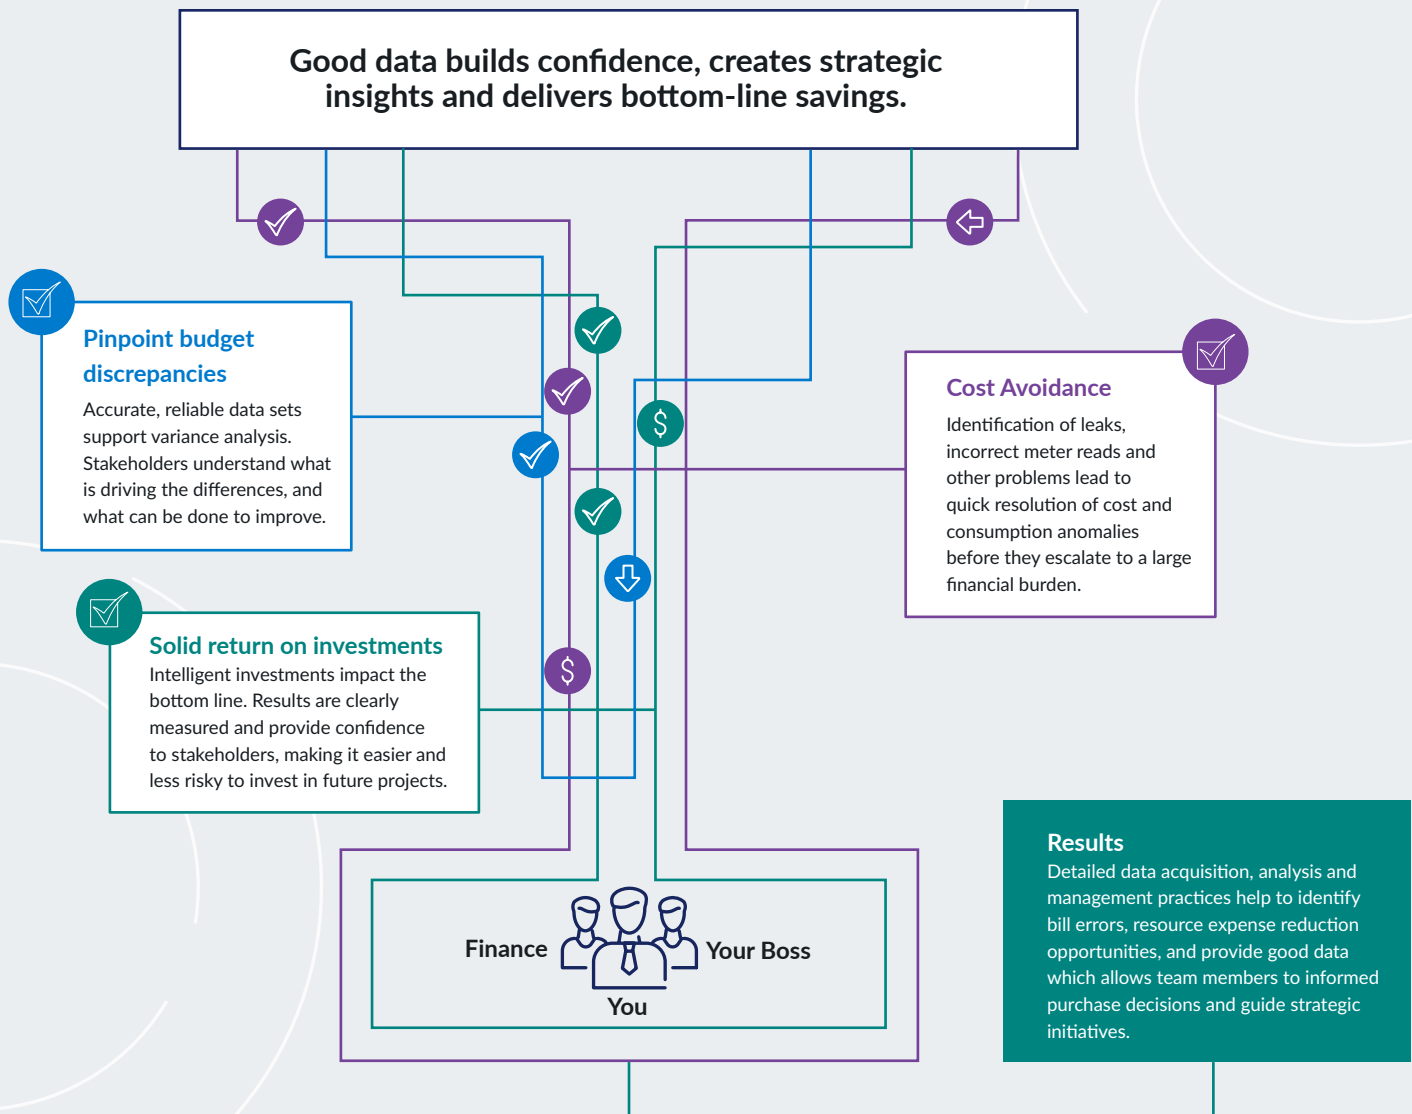 Good data builds confidence, creates strategic
insights and delivers bottom-line savings.
Pinpoint budget
discrepancies
Accurate, reliable data sets
support variance analysis.
Stakeholders understand what
is driving the differences, and
what can be done to improve.
Cost Avoidance
Identification of leaks,
incorrect meter reads and
other problems lead to
quick resolution of cost and
consumption anomalies
before they escalate to a large
financial burden.
$
$
Solid return on investments
Intelligent investments impact the
bottom line. Results are clearly
measured and provide confidence
to stakeholders, making it easier and
less risky to invest in future projects.
Finance
Your Boss
You
Results
Detailed data acquisition, analysis and
management practices help to identify
bill errors, resource expense reduction
opportunities, and provide good data
which allows team members to informed
purchase decisions and guide strategic
initiatives.